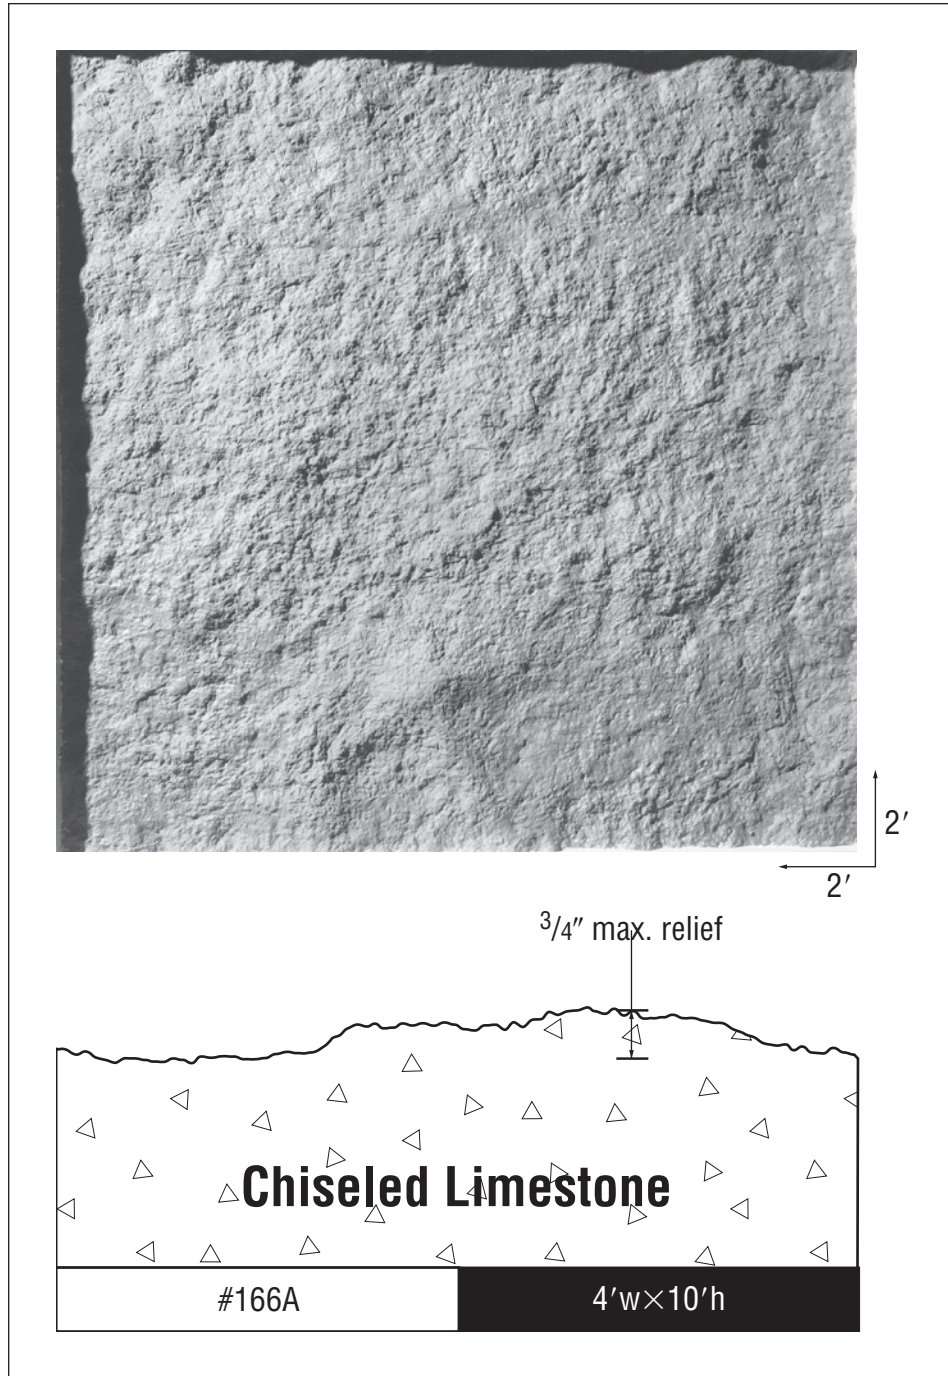 2′
2′
3/4″ max. relief
Chiseled Limestone
#166A
4′w×10′h